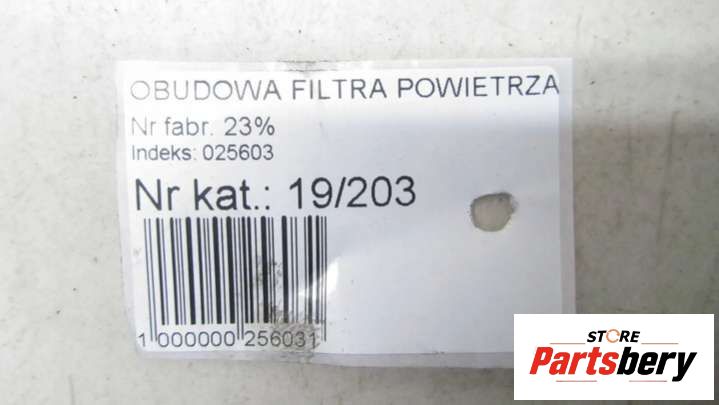 OBUDOWA FILTRA POWIETRZA
Nr fabr. 23%
Indeks: 025603
Nr kat.: 19/203
1 000000 256031
STORE
Partsbery